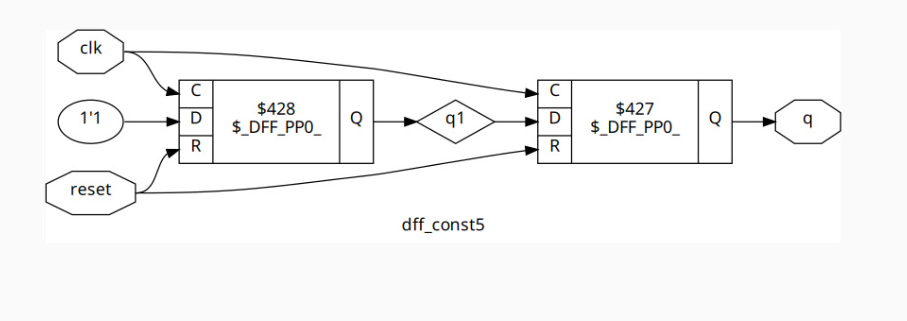 clk
1'1
reset
C
D
R
$428
$_DFF_PP0_
Q
q1
C
D
R
$427
$_DFF_PP0_
Q
q
dff_const5